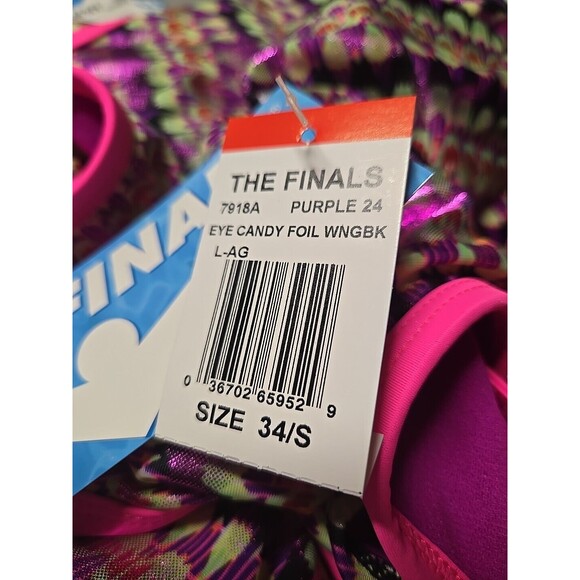 THE FINALS
7918A PURPLE 24
EYE CANDY FOIL WNGBK
L-AG
0 36702 65952 9
SIZE 34/S
FINA